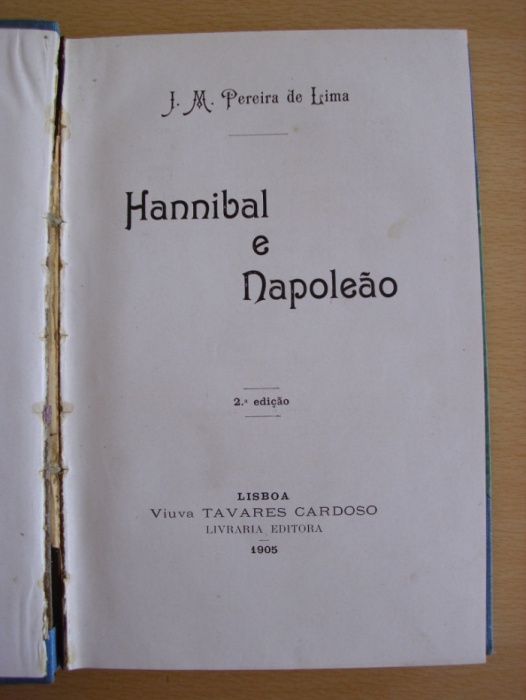 J. M. Pereira de Lima
Hannibal
e
Napoleão
2.ª edição
LISBOA
Viuva TAVARES CARDOSO
LIVRARIA EDITORA
1905